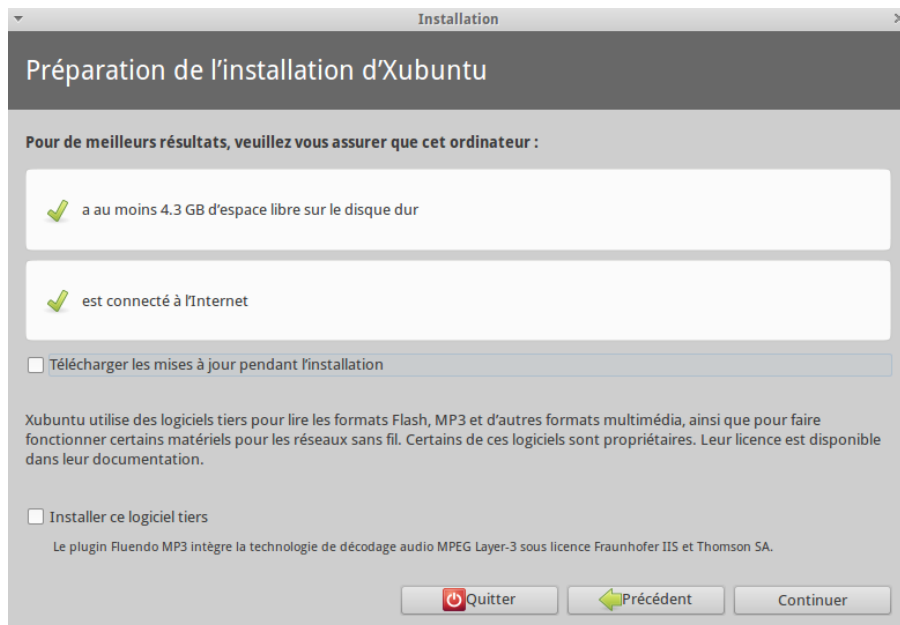 Installation
Préparation de l'installation d'Xubuntu
Pour de meilleurs résultats, veuillez vous assurer que cet ordinateur :
a au moins 4.3 GB d'espace libre sur le disque dur
est connecté à l'Internet
Télécharger les mises à jour pendant l'installation
Xubuntu utilise des logiciels tiers pour lire les formats Flash, MP3 et d'autres formats multimédia, ainsi que pour faire
fonctionner certains matériels pour les réseaux sans fil. Certains de ces logiciels sont propriétaires. Leur licence est disponible
dans leur documentation.
Installer ce logiciel tiers
Le plugin Fluendo MP3 intègre la technologie de décodage audio MPEG Layer-3 sous licence Fraunhofer IIS et Thomson SA.
Quitter
Précédent
Continuer